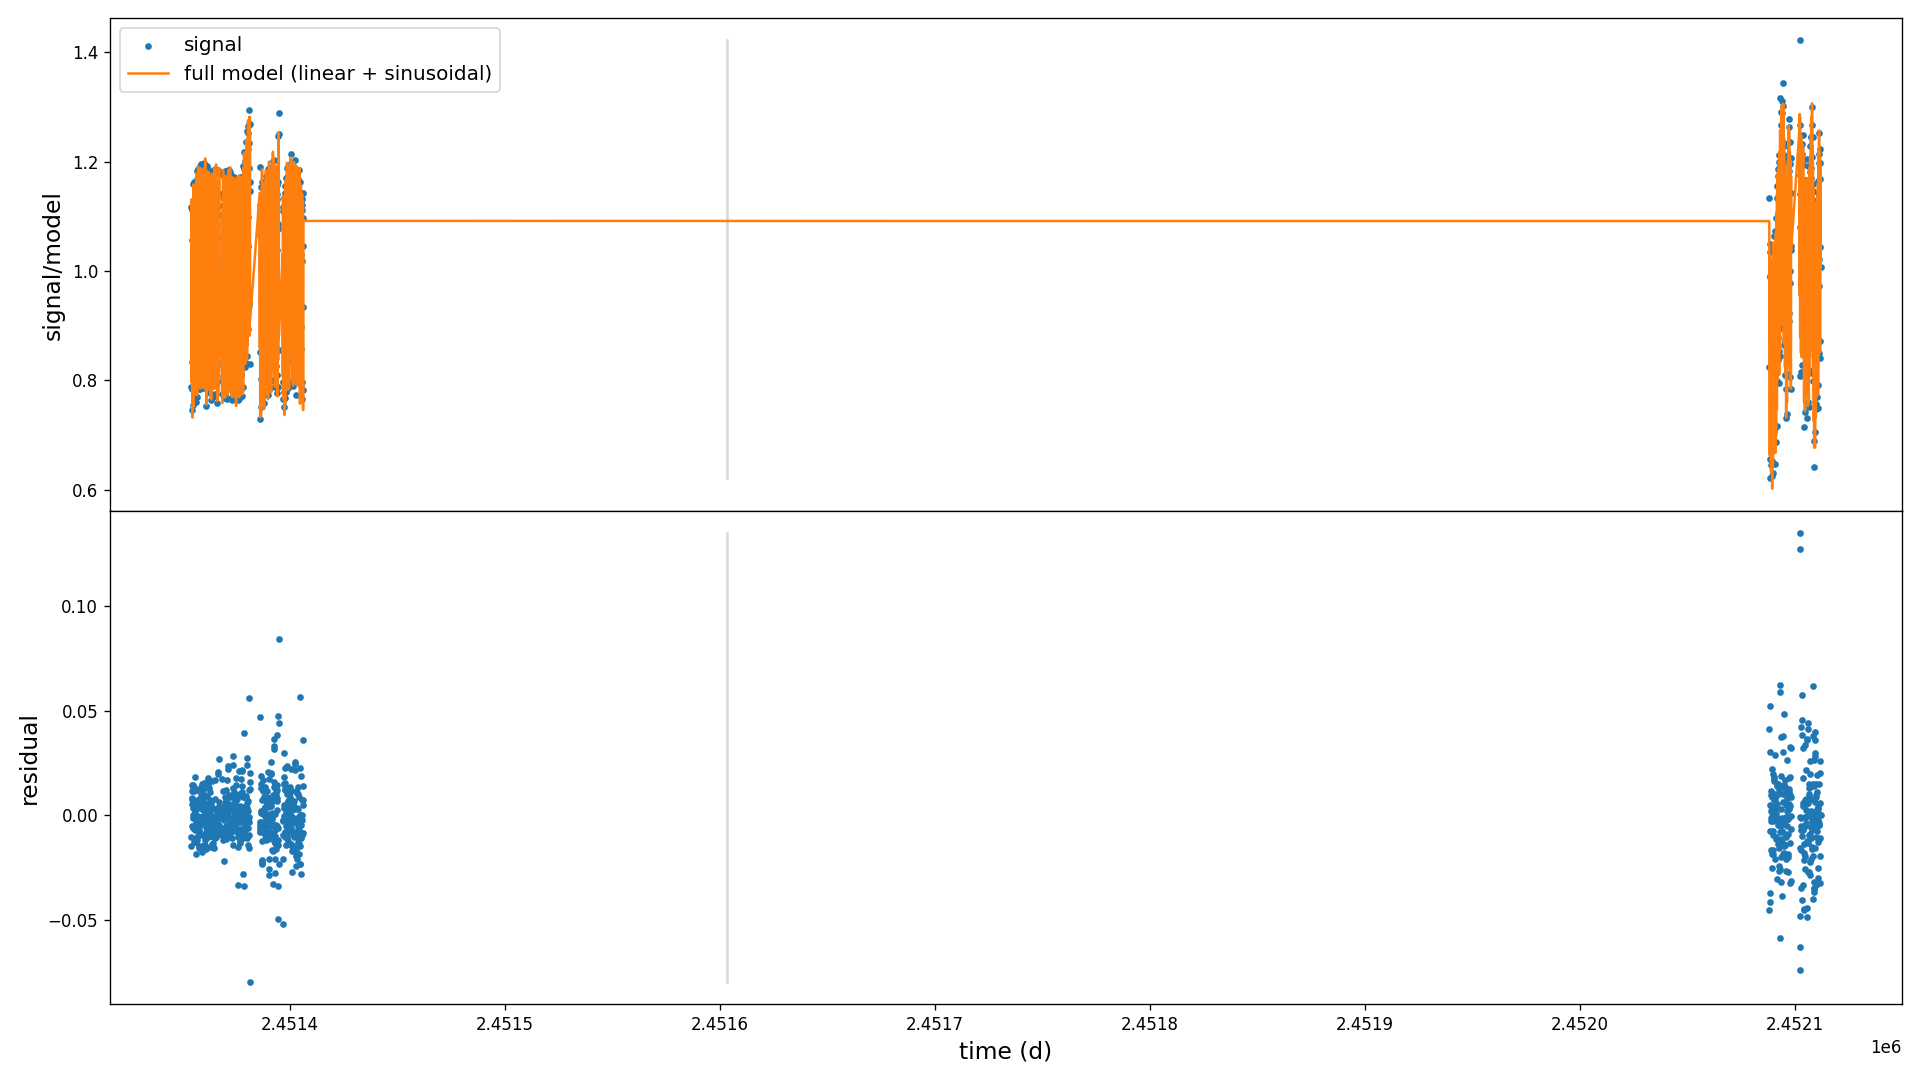 signal
full model (linear + sinusoidal)
signal/model
1.4
1.2
1.0
0.8
0.6
residual
0.10
0.05
0.00
−0.05
2.4514
2.4515
2.4516
2.4517
2.4518
2.4519
2.4520
2.4521
1e6
time (d)